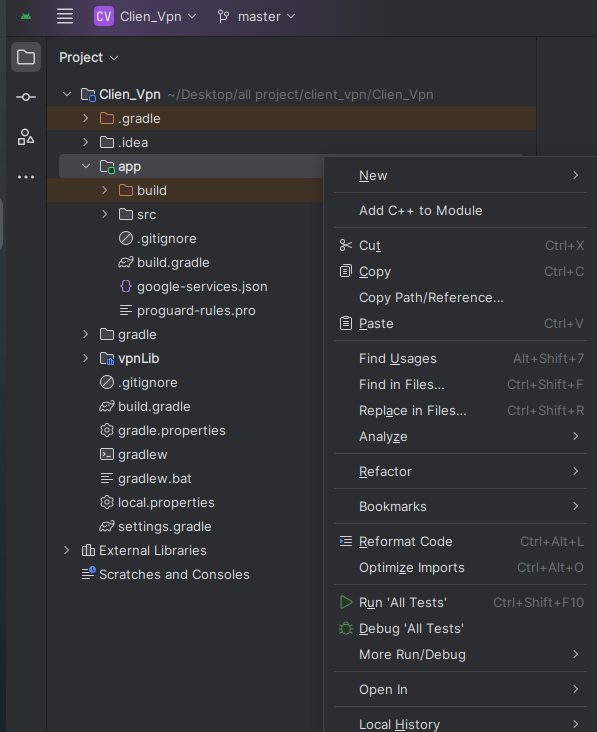 CV Clien_Vpn master
Project
Clien_Vpn ~/Desktop/all project/client_vpn/Clien_Vpn
.gradle
.idea
app
build
src
.gitignore
build.gradle
google-services.json
proguard-rules.pro
gradle
vpnLib
.gitignore
build.gradle
gradle.properties
gradlew
gradlew.bat
local.properties
settings.gradle
External Libraries
Scratches and Consoles
New
Add C++ to Module
Cut Ctrl+X
Copy Ctrl+C
Copy Path/Reference...
Paste Ctrl+V
Find Usages Alt+Shift+7
Find in Files... Ctrl+Shift+F
Replace in Files... Ctrl+Shift+R
Analyze
Refactor
Bookmarks
Reformat Code Ctrl+Alt+L
Optimize Imports Ctrl+Alt+O
Run 'All Tests' Ctrl+Shift+F10
Debug 'All Tests'
More Run/Debug
Open In
Local History